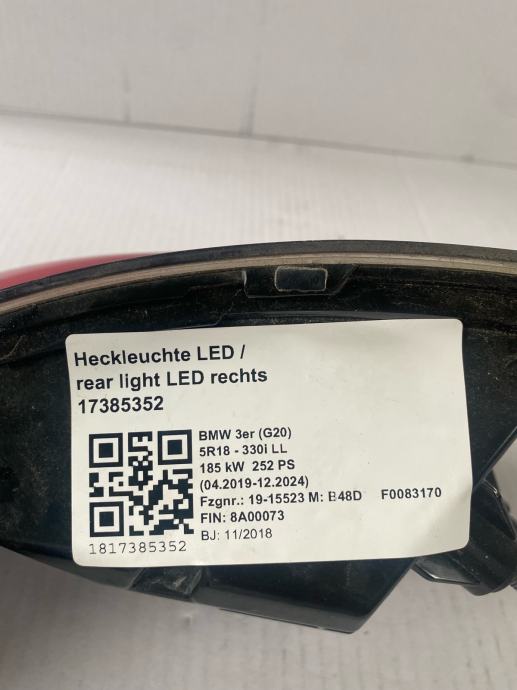 Heckleuchte LED /
rear light LED rechts
17385352
BMW 3er (G20)
5R18 - 330i LL
185 kW 252 PS
(04.2019-12.2024)
Fzgnr.: 19-15523 M: B48D F0083170
FIN: 8A00073
BJ: 11/2018
1817385352